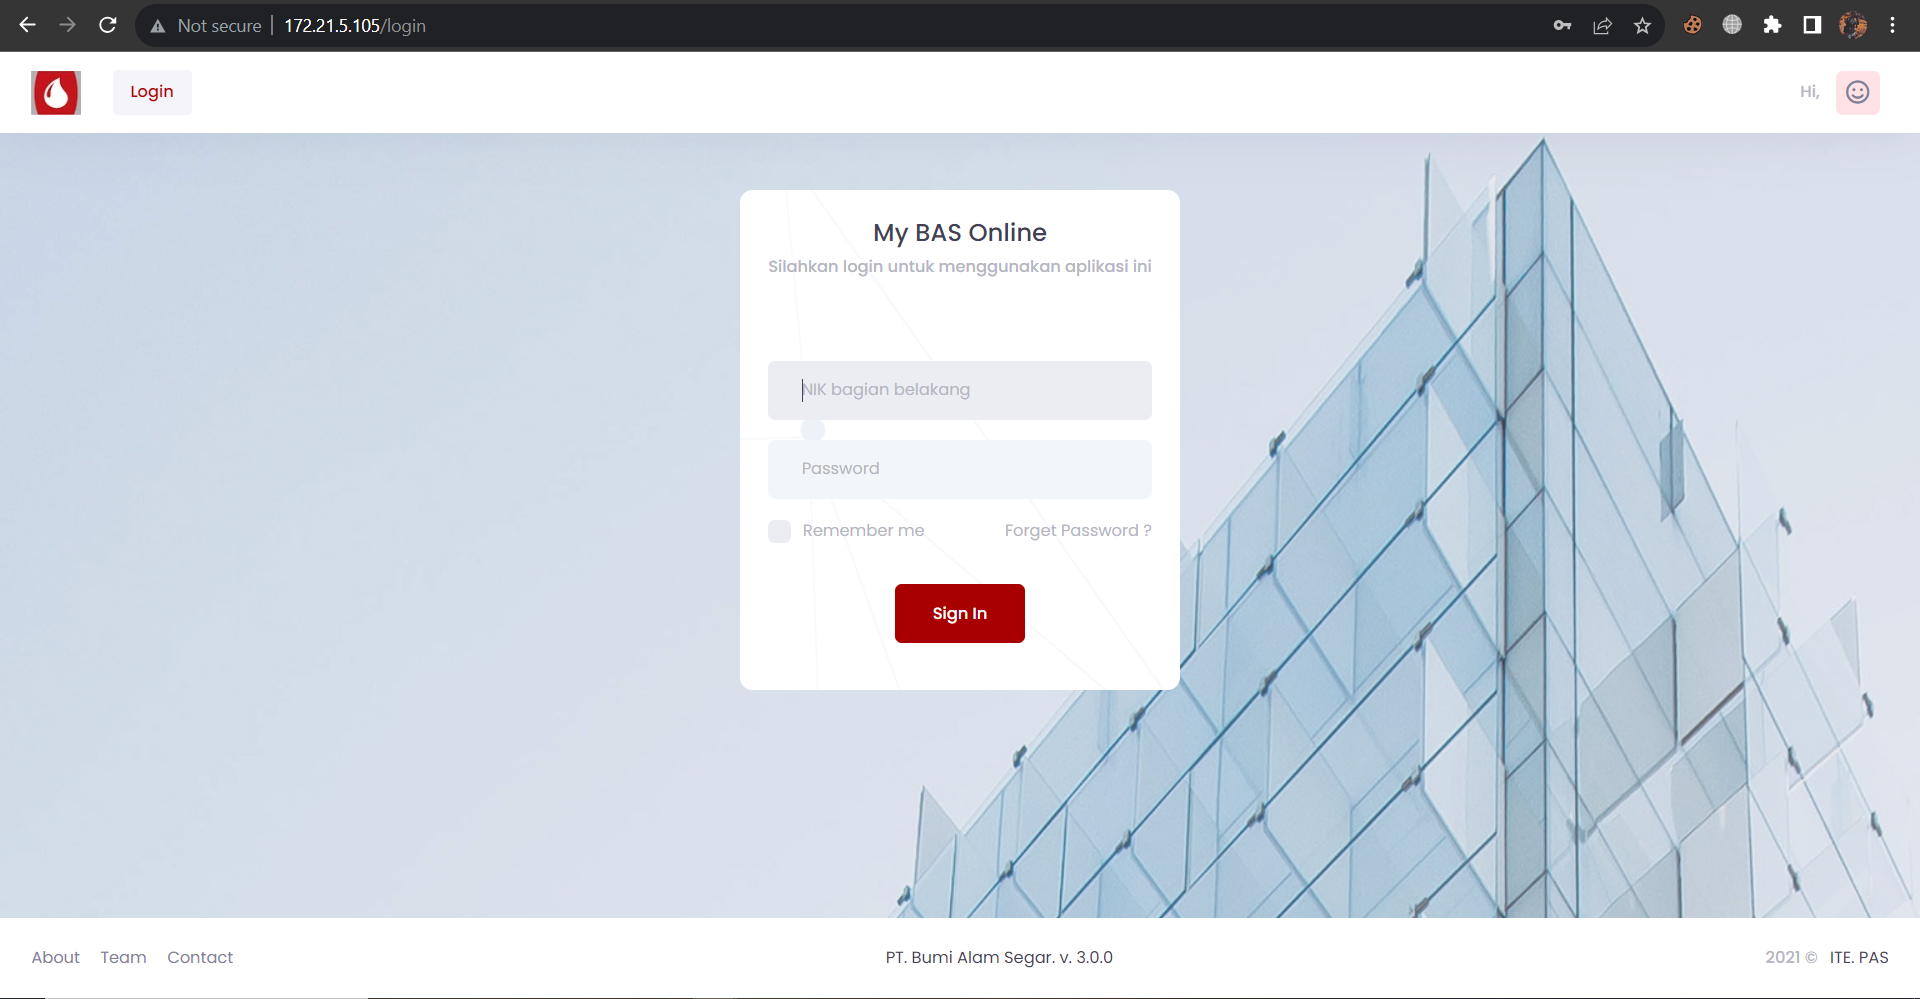 Not secure | 172.21.5.105/login
Login
Hi,
My BAS Online
Silahkan login untuk menggunakan aplikasi ini
NIK bagian belakang
Password
Remember me
Forget Password ?
Sign In
About
Team
Contact
PT. Bumi Alam Segar. v. 3.0.0
2021 © ITE. PAS